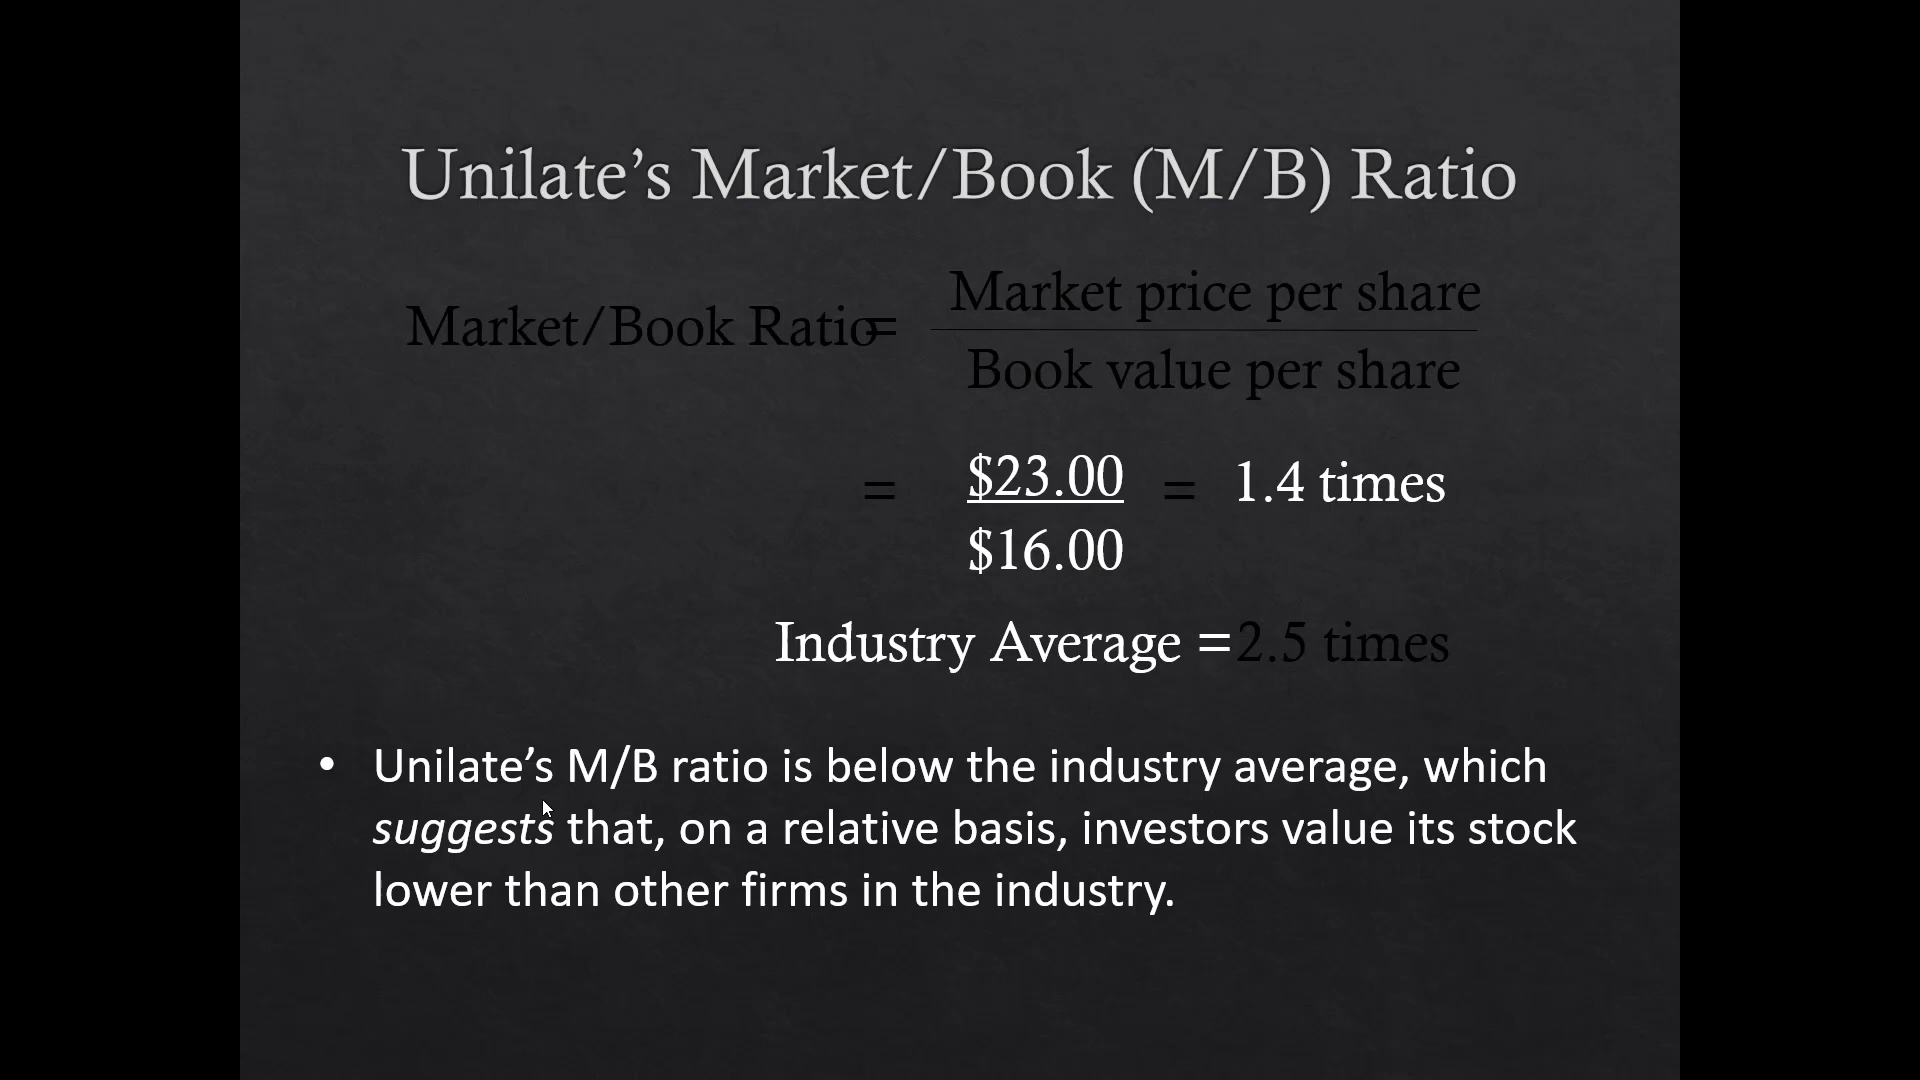 Unilate’s Market/Book (M/B) Ratio
Market/Book Ratio = Market price per share
Book value per share
= $23.00 = 1.4 times
$16.00
Industry Average = 2.5 times
• Unilate’s M/B ratio is below the industry average, which
suggests that, on a relative basis, investors value its stock
lower than other firms in the industry.